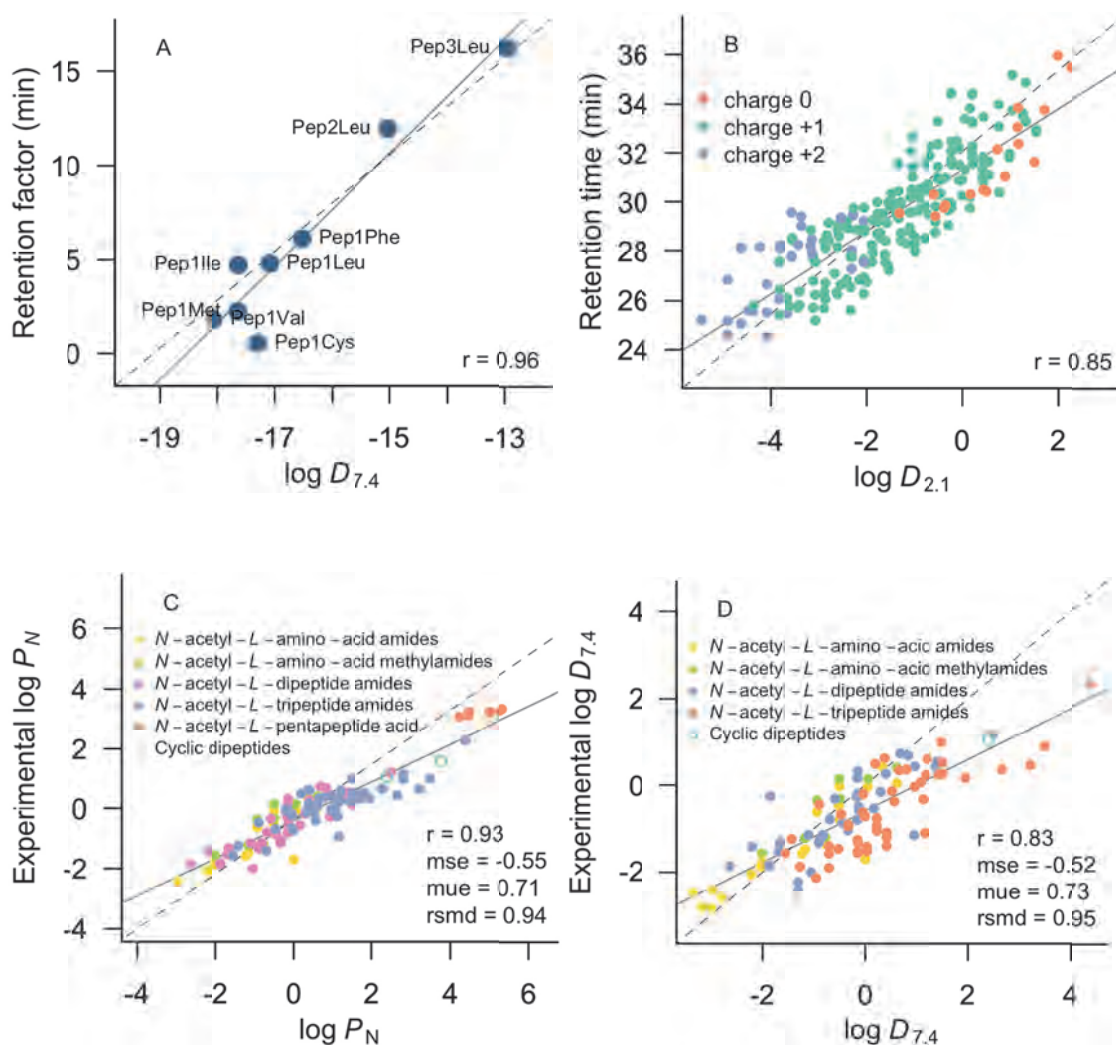 A
Retention factor (min)
15
10
5
0
Pep3Leu
Pep2Leu
Pep1Phe
Pep1Ile
Pep1Leu
Pep1Met
Pep1Val
Pep1Cys
r = 0.96
-19 -17 -15 -13
log D7.4
B
Retention time (min)
36
34
32
30
28
26
24
charge 0
charge +1
charge +2
r = 0.85
-4 -2 0 2
log D2.1
C
Experimental log PN
6
4
2
0
-2
-4
N-acetyl-L-amino-acid amides
N-acetyl-L-amino-acid methylamides
N-acetyl-L-dipeptide amides
N-acetyl-L-tripeptide amides
N-acetyl-L-pentapeptide acid
Cyclic dipeptides
r = 0.93
mse = -0.55
mue = 0.71
rsmd = 0.94
-4 -2 0 2 4 6
log PN
D
Experimental log D7.4
4
2
0
-2
N-acetyl-L-amino-acid amides
N-acetyl-L-amino-acid methylamides
N-acetyl-L-dipeptide amides
N-acetyl-L-tripeptide amides
Cyclic dipeptides
r = 0.83
mse = -0.52
mue = 0.73
rsmd = 0.95
-2 0 2 4
log D7.4